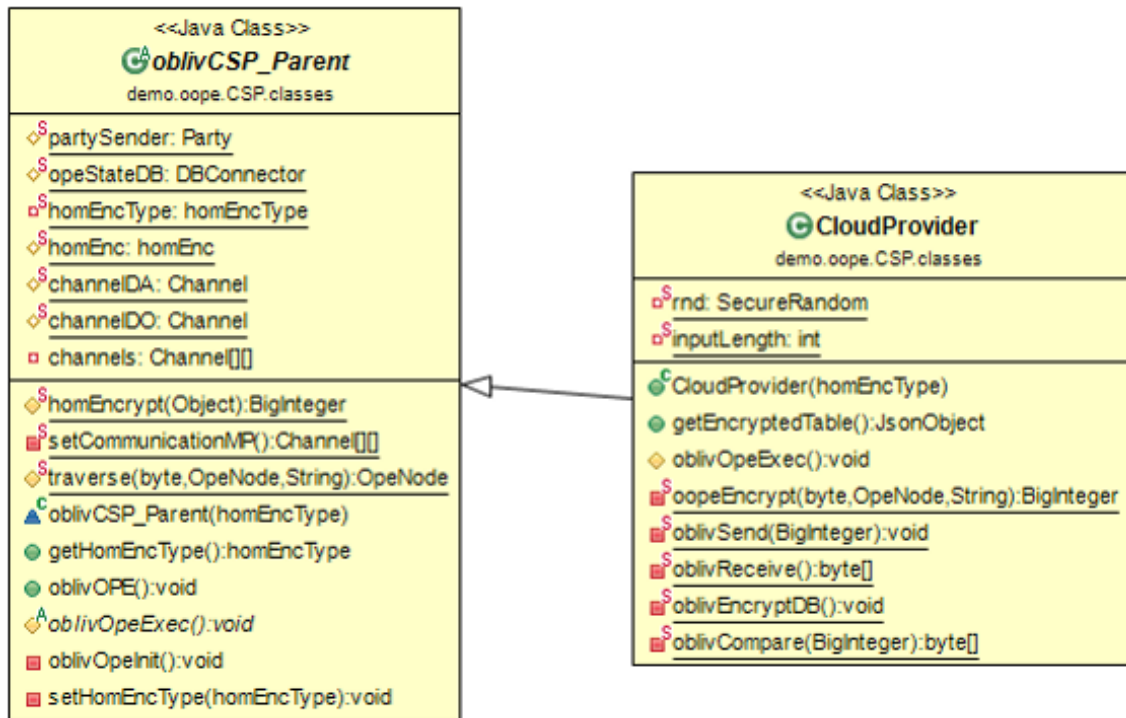 <<Java Class>>
oblivCSP_Parent
demo.oope.CSP.classes
partySender: Party
opeStateDB: DBConnector
homEncType: homEncType
homEnc: homEnc
channelDA: Channel
channelDO: Channel
channels: Channel[][]
homEncrypt(Object):BigInteger
setCommunicationMP():Channel[][]
traverse(byte,OpeNode,String):OpeNode
oblivCSP_Parent(homEncType)
getHomEncType():homEncType
oblivOPE():void
oblivOpeExec():void
oblivOpeInit():void
setHomEncType(homEncType):void
<<Java Class>>
CloudProvider
demo.oope.CSP.classes
rnd: SecureRandom
inputLength: int
CloudProvider(homEncType)
getEncryptedTable():JsonObject
oblivOpeExec():void
oopeEncrypt(byte,OpeNode,String):BigInteger
oblivSend(BigInteger):void
oblivReceive():byte[]
oblivEncryptDB():void
oblivCompare(BigInteger):byte[]